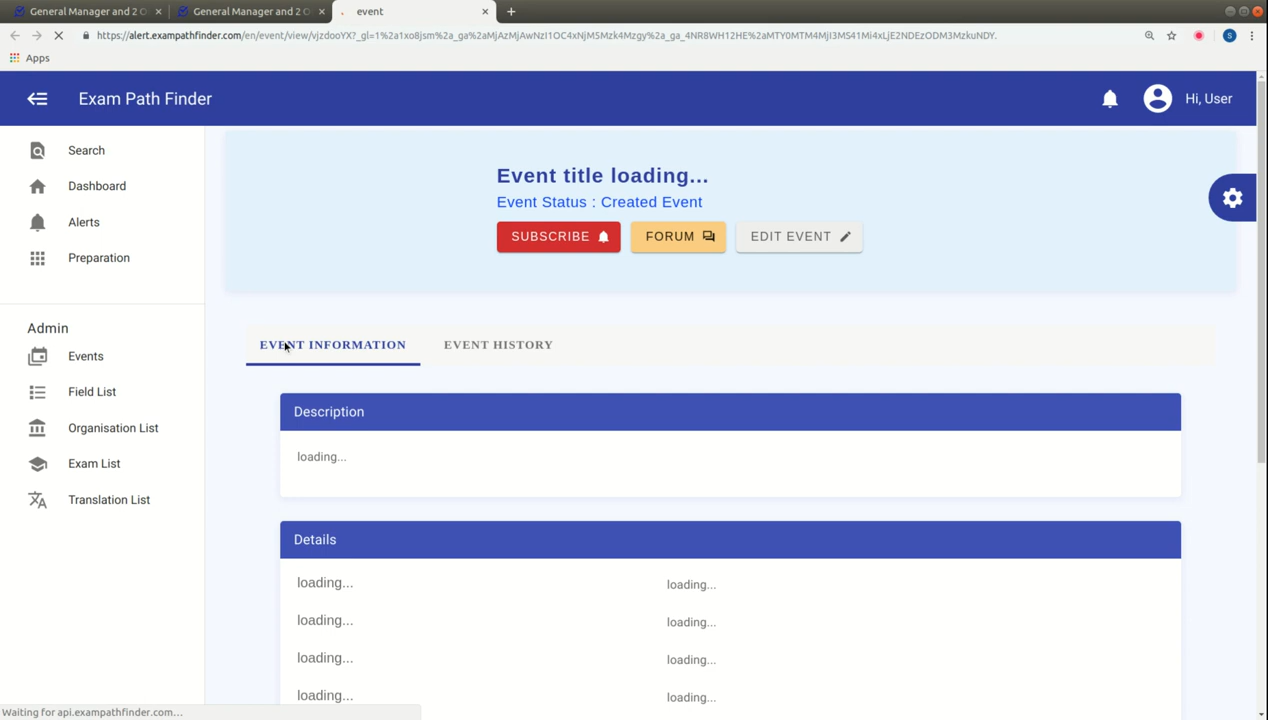 General Manager and 2 O
General Manager and 2 O
event
https://alert.exampathfinder.com/en/event/view/vjzdooYX?_gl=1%2a1xo8jsm%2a_ga%2aMjAzMjAwNzI1OC4xNjM5Mzk4Mzgy%2a_ga_4NR8WH12HE%2aMTY0MTM4MjI3MS41Mi4xLjE2NDEzODM3MzkuNDY.
S
Apps
Exam Path Finder
Hi, User
Search
Dashboard
Alerts
Preparation
Admin
Events
Field List
Organisation List
Exam List
Translation List
Event title loading...
Event Status : Created Event
SUBSCRIBE
FORUM
EDIT EVENT
EVENT INFORMATION
EVENT HISTORY
Description
loading...
Details
loading...
loading...
loading...
loading...
loading...
loading...
loading...
loading...
Waiting for api.exampathfinder.com...